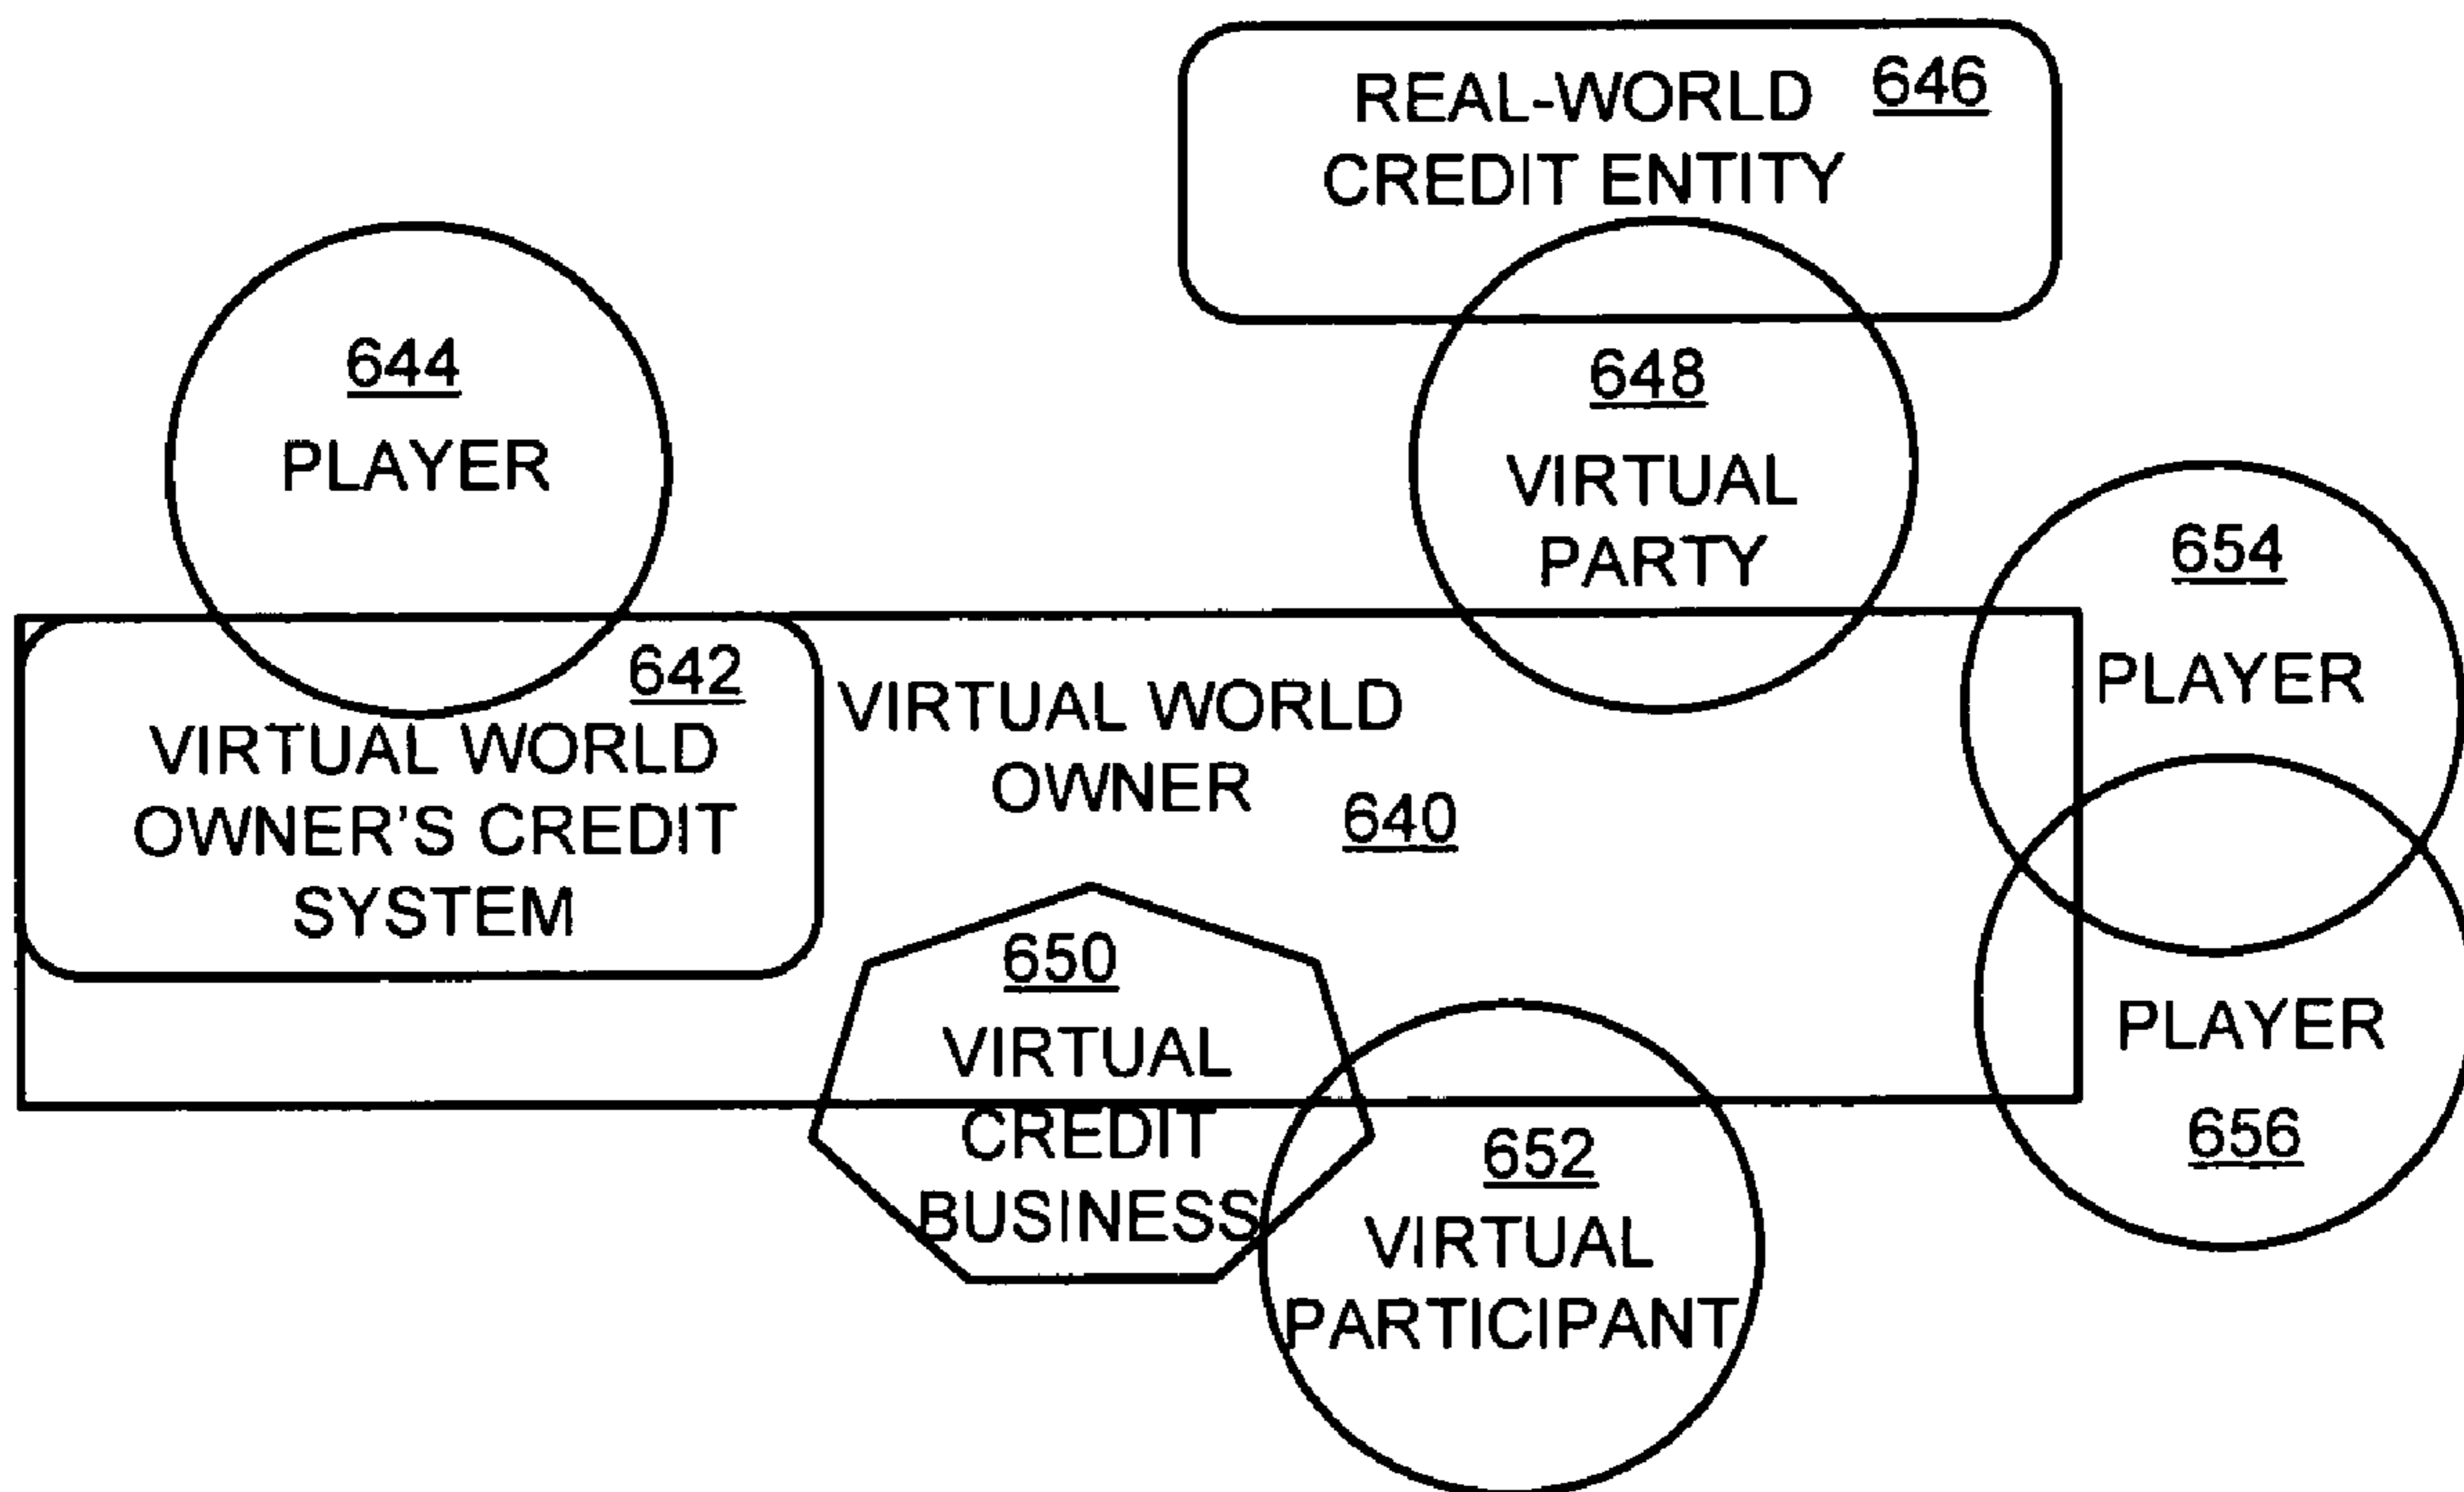 REAL-WORLD 646
CREDIT ENTITY
644
PLAYER
648
VIRTUAL
PARTY
654
PLAYER
642
VIRTUAL WORLD
OWNER'S CREDIT
SYSTEM
VIRTUAL WORLD
OWNER
640
650
VIRTUAL
CREDIT
BUSINESS
652
VIRTUAL
PARTICIPANT
PLAYER
656